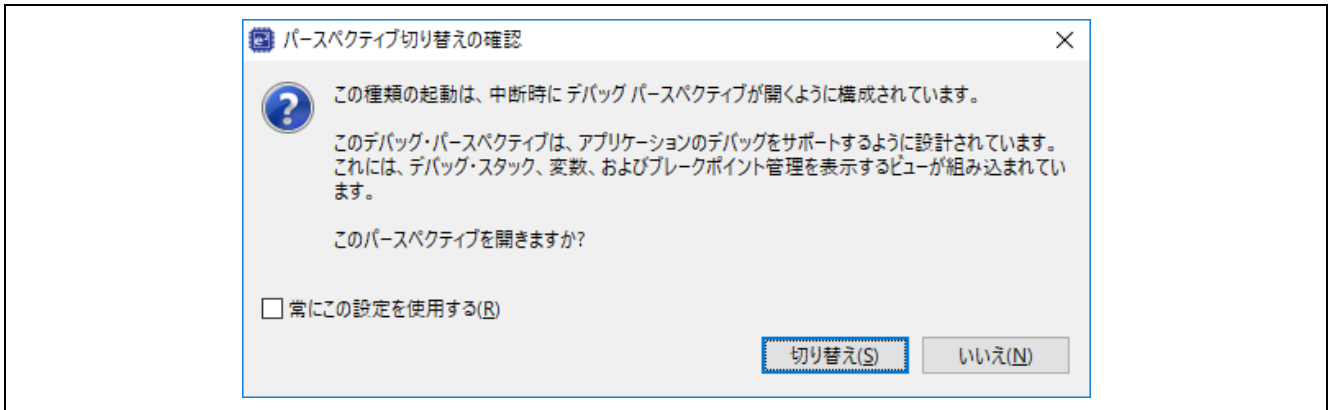 パースペクティブ切り替えの確認
この種類の起動は、中断時に デバッグ パースペクティブが開くように構成されています。
このデバッグ・パースペクティブは、アプリケーションのデバッグをサポートするように設計されています。
これには、デバッグ・スタック、変数、およびブレークポイント管理を表示するビューが組み込まれてい
ます。
このパースペクティブを開きますか?
常にこの設定を使用する(R)
切り替え(S) いいえ(N)